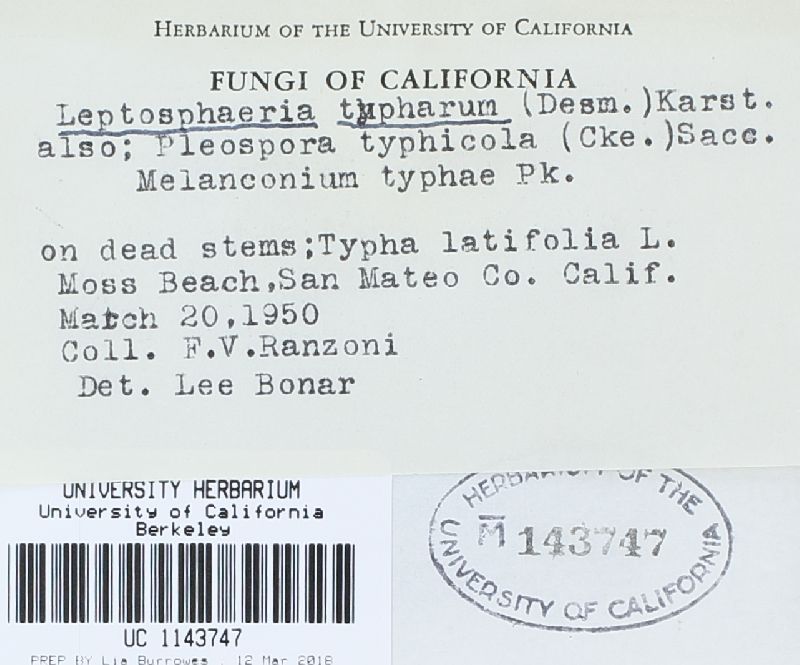 HERBARIUM OF THE UNIVERSITY OF CALIFORNIA
FUNGI OF CALIFORNIA
Leptosphaeria typharum (Desm.)Karst.
also; Pleospora typhicola (Cke.)Sacc.
Melanconium typhae Pk.
on dead stems;Typha latifolia L.
Moss Beach,San Mateo Co. Calif.
March 20,1950
Coll. F.V.Ranzoni
Det. Lee Bonar
UNIVERSITY HERBARIUM
University of California
Berkeley
UC 1143747
PREP BY Lia Burrowes , 12 Mar 2018
HERBARIUM OF THE
M 143747
UNIVERSITY OF CALIFORNIA